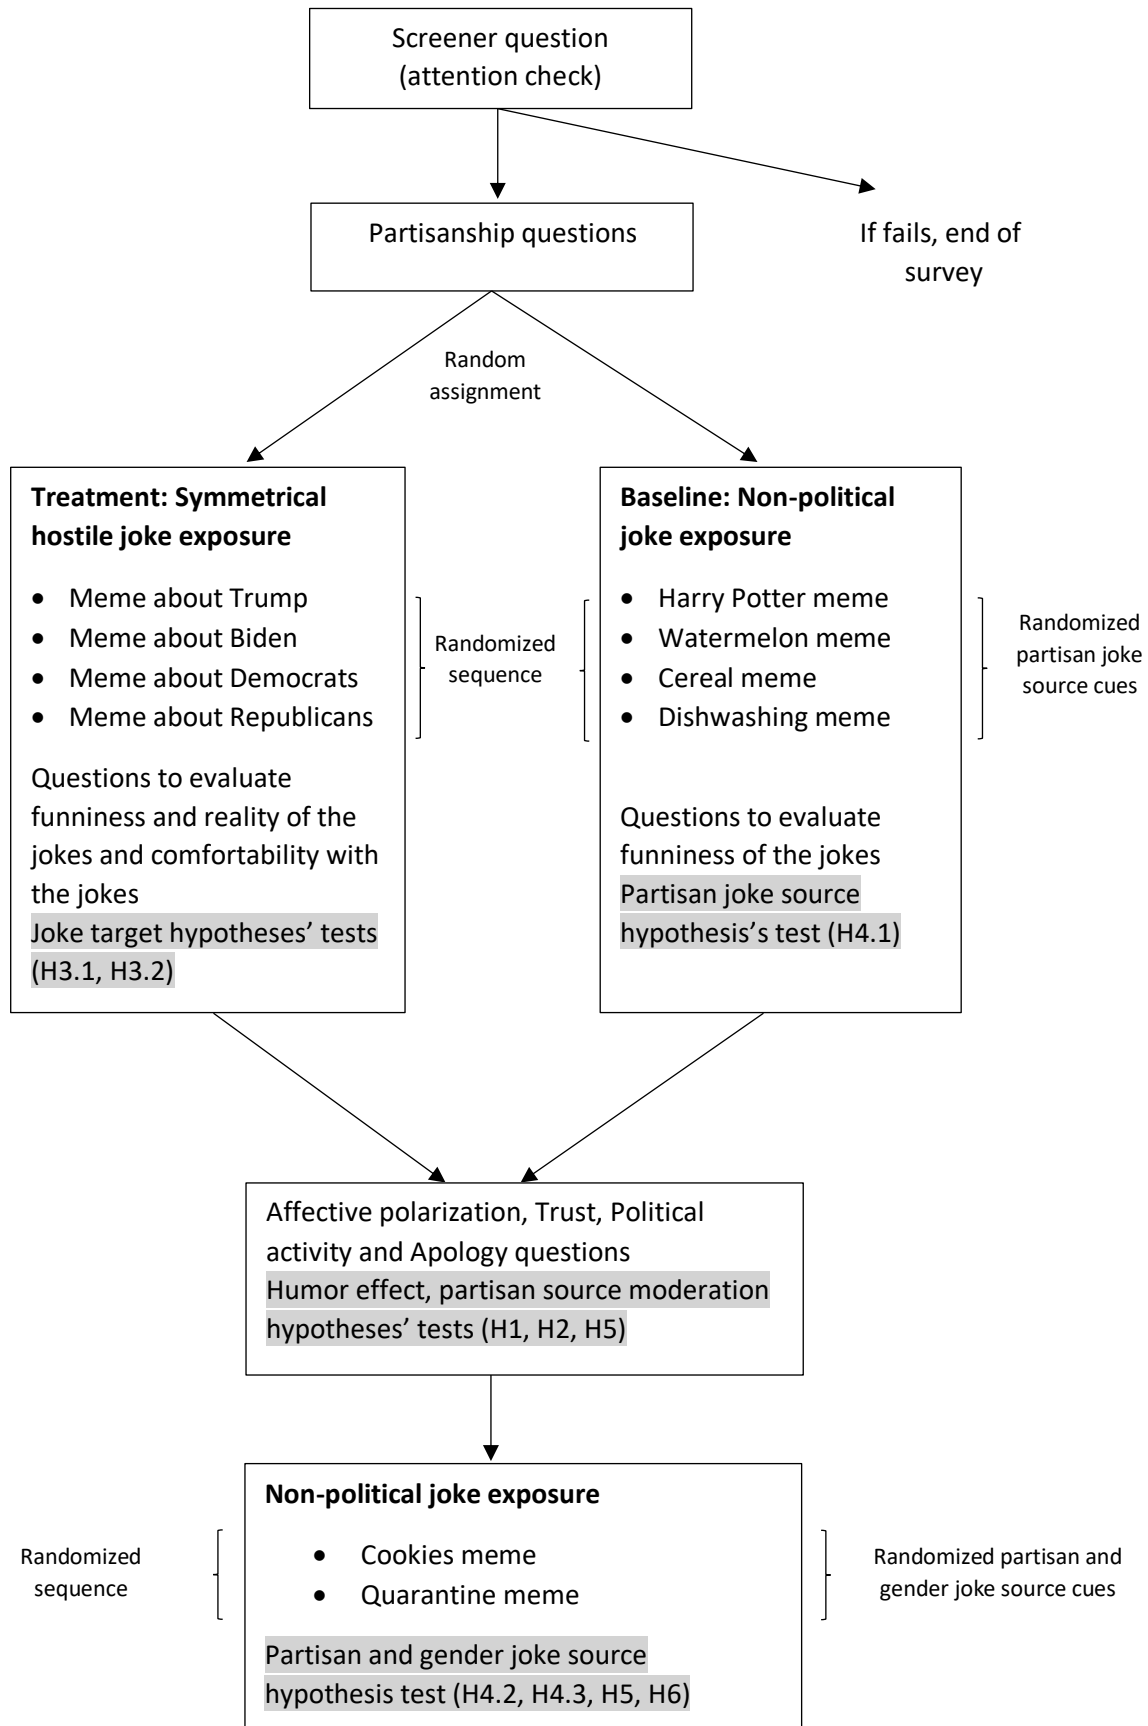 Screener question
(attention check)
Partisanship questions
If fails, end of
survey
Random
assignment
Treatment: Symmetrical
hostile joke exposure
• Meme about Trump
• Meme about Biden
• Meme about Democrats
• Meme about Republicans
Questions to evaluate
funniness and reality of the
jokes and comfortability with
the jokes
Joke target hypotheses’ tests
(H3.1, H3.2)
Randomized
sequence
Baseline: Non-political
joke exposure
• Harry Potter meme
• Watermelon meme
• Cereal meme
• Dishwashing meme
Questions to evaluate
funniness of the jokes
Partisan joke source
hypothesis’s test (H4.1)
Randomized
partisan joke
source cues
Affective polarization, Trust, Political
activity and Apology questions
Humor effect, partisan source moderation
hypotheses’ tests (H1, H2, H5)
Randomized
sequence
Non-political joke exposure
• Cookies meme
• Quarantine meme
Partisan and gender joke source
hypothesis test (H4.2, H4.3, H5, H6)
Randomized partisan and
gender joke source cues